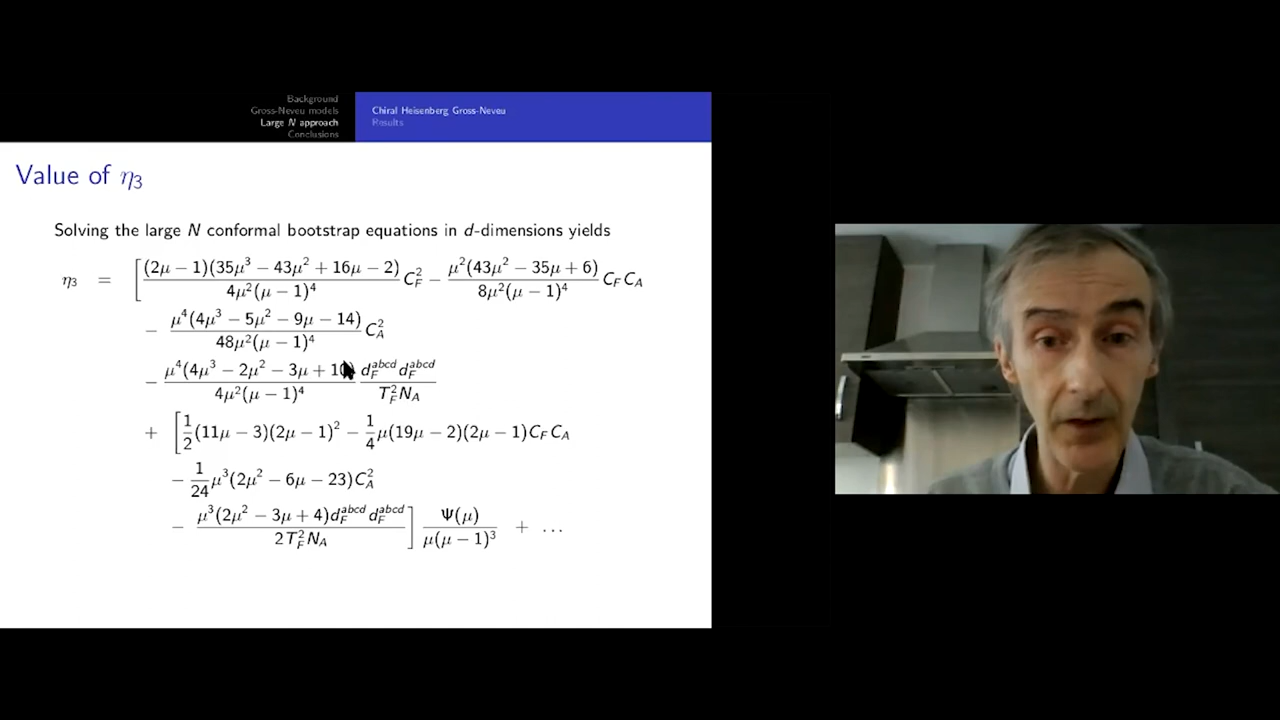 Background
Gross-Neveu models
Large N approach
Conclusions
Chiral Heisenberg Gross-Neveu
Results
Value of η₃
Solving the large N conformal bootstrap equations in d-dimensions yields
η₃ = [ (2μ − 1)(35μ³ − 43μ² + 16μ − 2) / 4μ²(μ − 1)⁴ C_F² − μ²(43μ² − 35μ + 6) / 8μ²(μ − 1)⁴ C_F C_A
− μ⁴(4μ³ − 5μ² − 9μ − 14) / 48μ²(μ − 1)⁴ C_A²
− μ⁴(4μ³ − 2μ² − 3μ + 10) / 4μ²(μ − 1)⁴ d_F^{abcd} d_F^{abcd} / T_F² N_A
+ [ 1/2 (11μ − 3)(2μ − 1)² − 1/4 μ(19μ − 2)(2μ − 1)C_F C_A
− 1/24 μ³(2μ² − 6μ − 23)C_A²
− μ³(2μ² − 3μ + 4)d_F^{abcd} d_F^{abcd} / 2T_F² N_A ] Ψ(μ) / μ(μ − 1)³ + ...